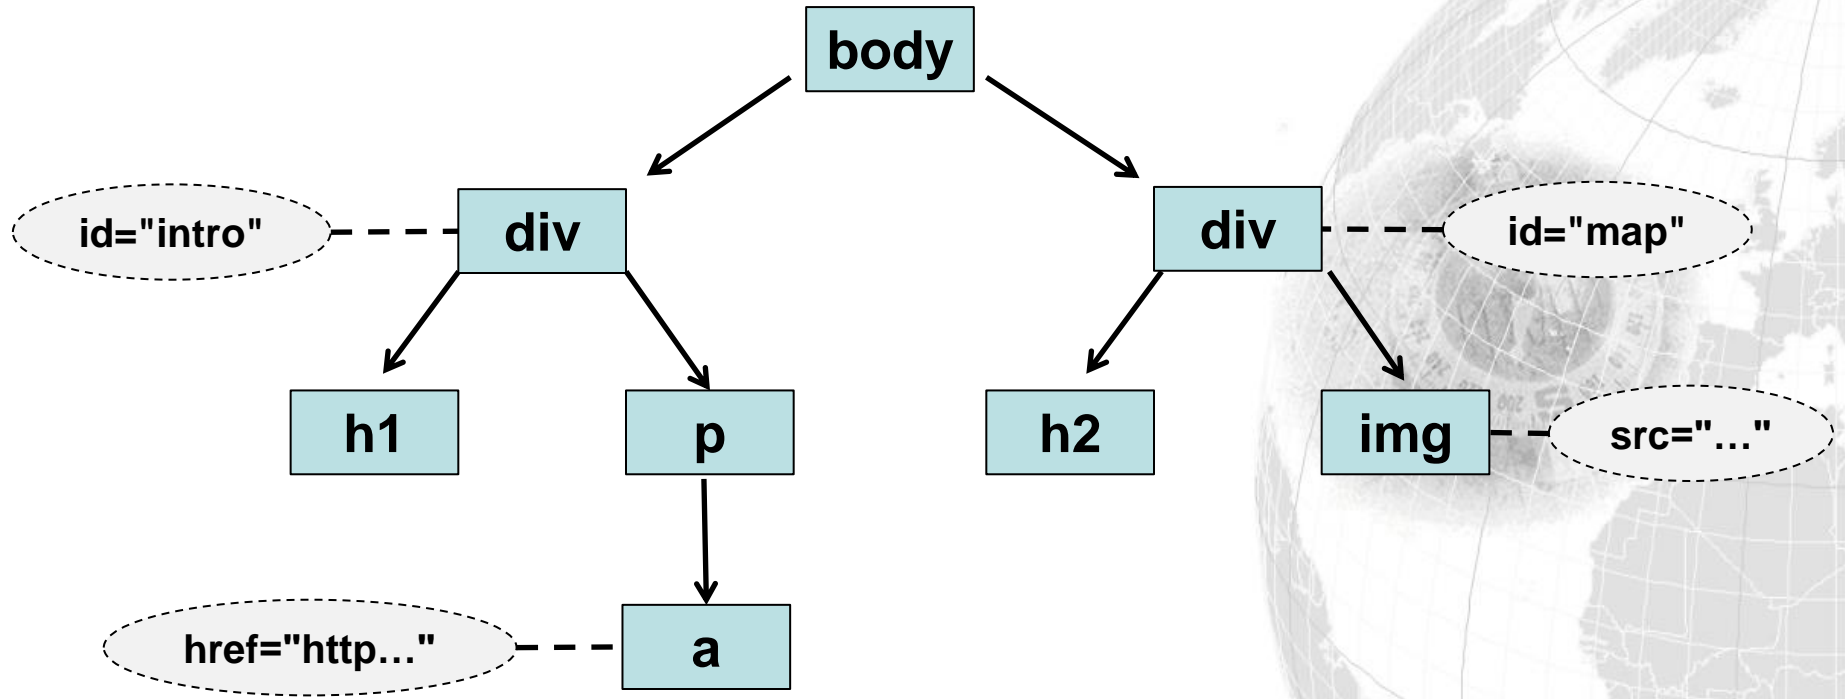 body
id="intro"
div
div
id="map"
h1
p
h2
img
src="…"
href="http…"
a